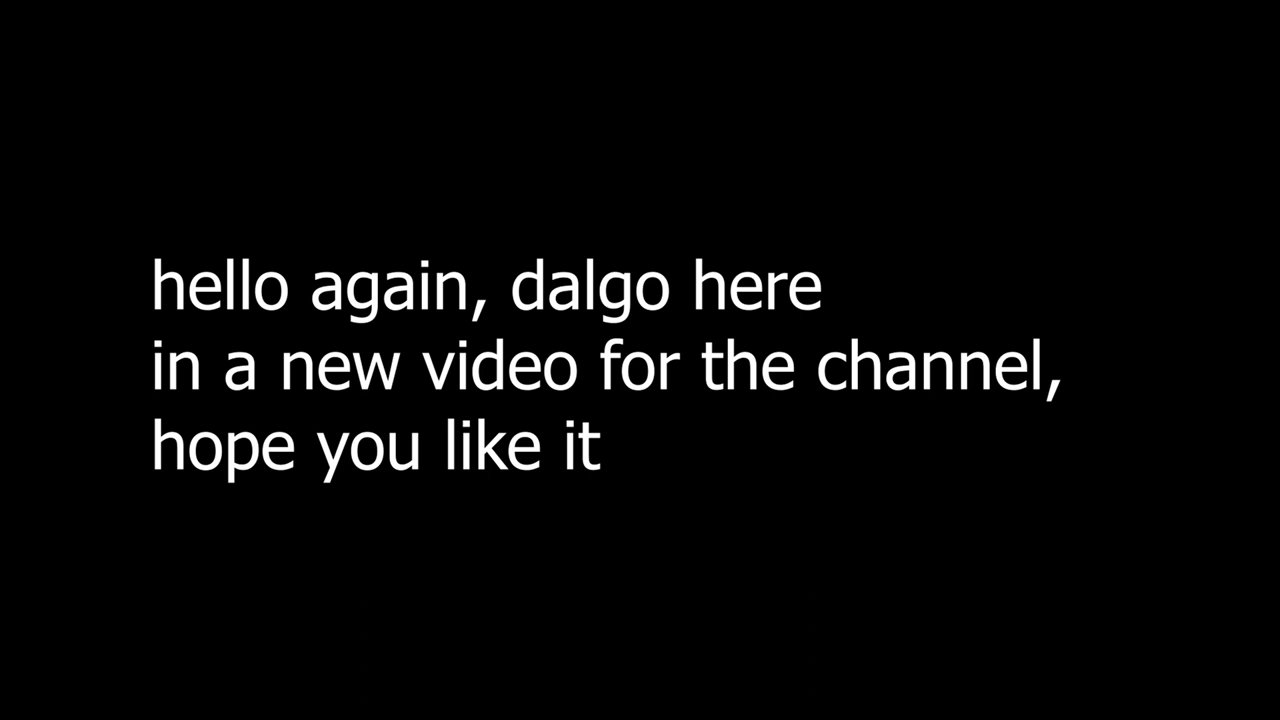 hello again, dalgo here
in a new video for the channel,
hope you like it